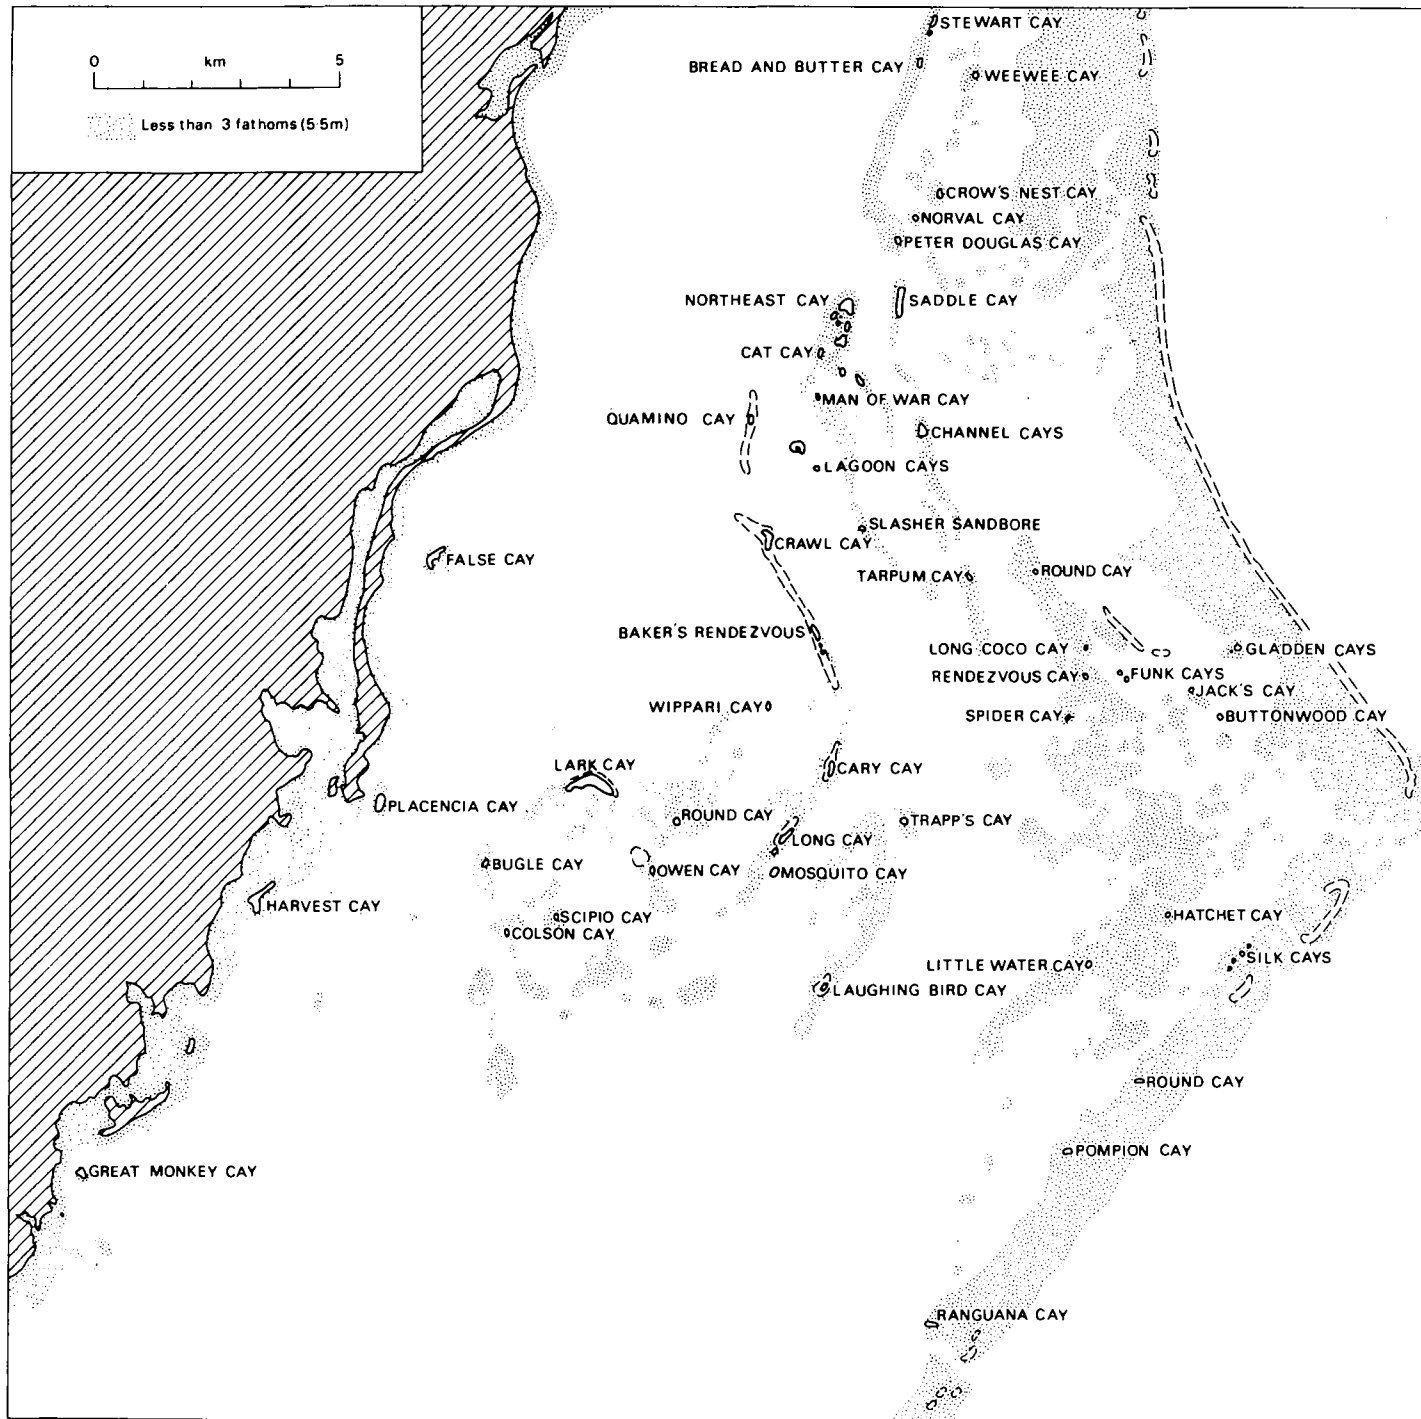 0 km 5
Less than 3 fathoms (5·5m)
STEWART CAY
BREAD AND BUTTER CAY
WEEWEE CAY
CROW'S NEST CAY
NORVAL CAY
PETER DOUGLAS CAY
NORTHEAST CAY
SADDLE CAY
CAT CAY
MAN OF WAR CAY
QUAMINO CAY
CHANNEL CAYS
LAGOON CAYS
SLASHER SANDBORE
CRAWL CAY
FALSE CAY
TARPUM CAY
ROUND CAY
BAKER'S RENDEZVOUS
LONG COCO CAY
GLADDEN CAYS
RENDEZVOUS CAY
FUNK CAYS
JACK'S CAY
WIPPARI CAY
SPIDER CAY
BUTTONWOOD CAY
LARK CAY
CARY CAY
PLACENCIA CAY
ROUND CAY
TRAPP'S CAY
LONG CAY
BUGLE CAY
OWEN CAY
MOSQUITO CAY
HARVEST CAY
SCIPIO CAY
HATCHET CAY
COLSON CAY
SILK CAYS
LITTLE WATER CAY
LAUGHING BIRD CAY
ROUND CAY
POMPION CAY
GREAT MONKEY CAY
RANGUANA CAY